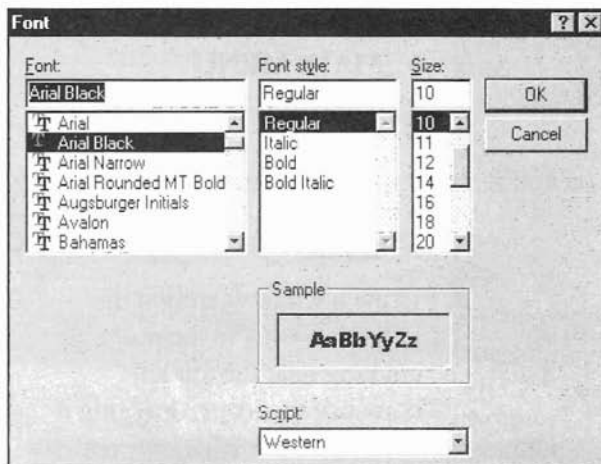 Font
Font: Font style: Size:
Arial Black Regular 10 OK
Arial Regular 10 Cancel
Arial Black Italic 11
Arial Narrow Bold 12
Arial Rounded MT Bold Bold Italic 14
Augsburger Initials 16
Avalon 18
Bahamas 20
Sample
AaBbYyZz
Script:
Western